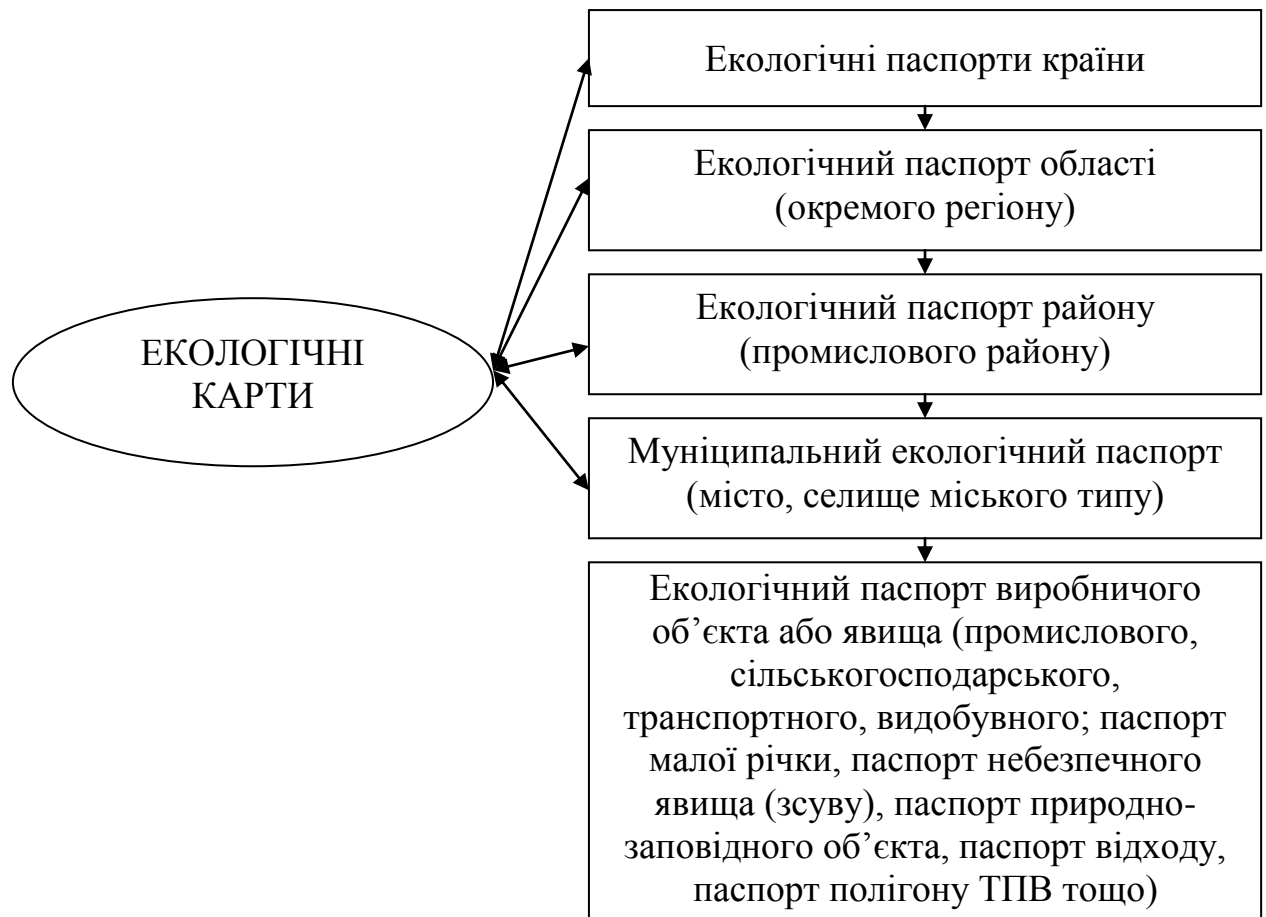 Екологічні паспорти країни
Екологічний паспорт області
(окремого регіону)
Екологічний паспорт району
(промислового району)
ЕКОЛОГІЧНІ
КАРТИ
Муніципальний екологічний паспорт
(місто, селище міського типу)
Екологічний паспорт виробничого
об’єкта або явища (промислового,
сільськогосподарського,
транспортного, видобувного; паспорт
малої річки, паспорт небезпечного
явища (зсуву), паспорт природно-
заповідного об’єкта, паспорт відходу,
паспорт полігону ТПВ тощо)